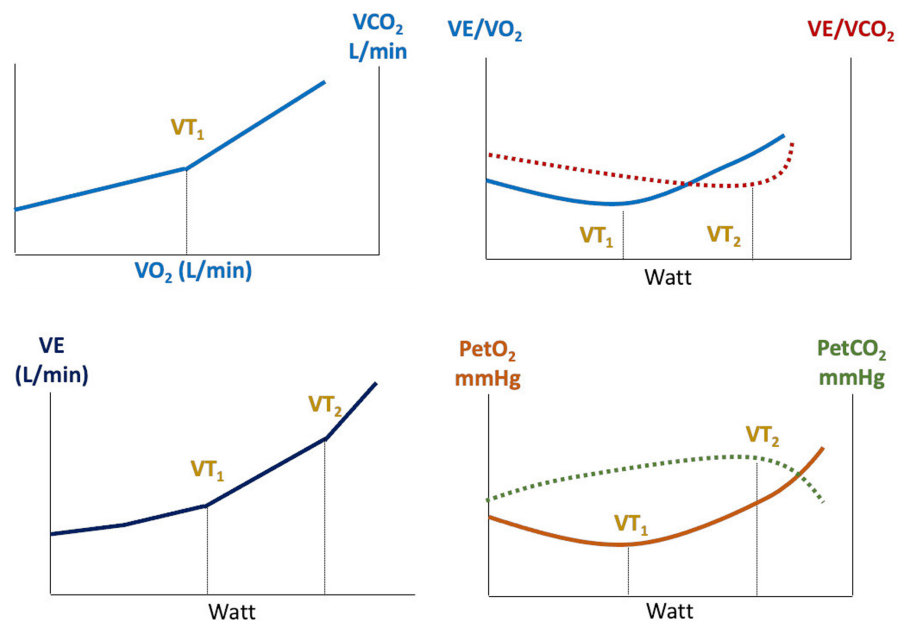 VCO₂
L/min
VT₁
VO₂ (L/min)
VE/VO₂
VE/VCO₂
VT₁
VT₂
Watt
VE
(L/min)
VT₁
VT₂
Watt
PetO₂
mmHg
PetCO₂
mmHg
VT₂
VT₁
Watt